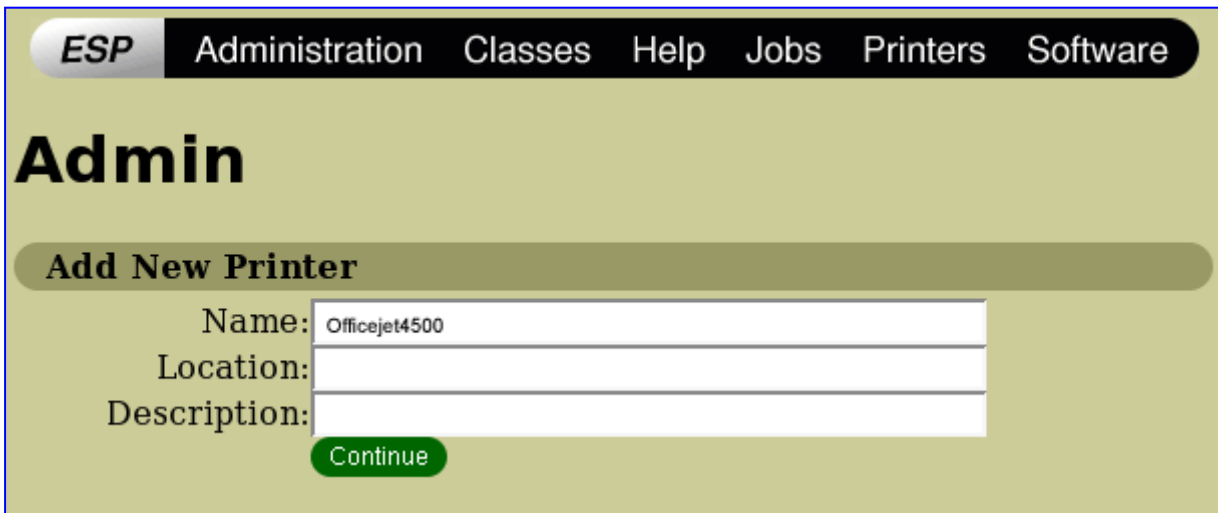 ESP Administration Classes Help Jobs Printers Software
Admin
Add New Printer
Name: Officejet4500
Location:
Description:
Continue